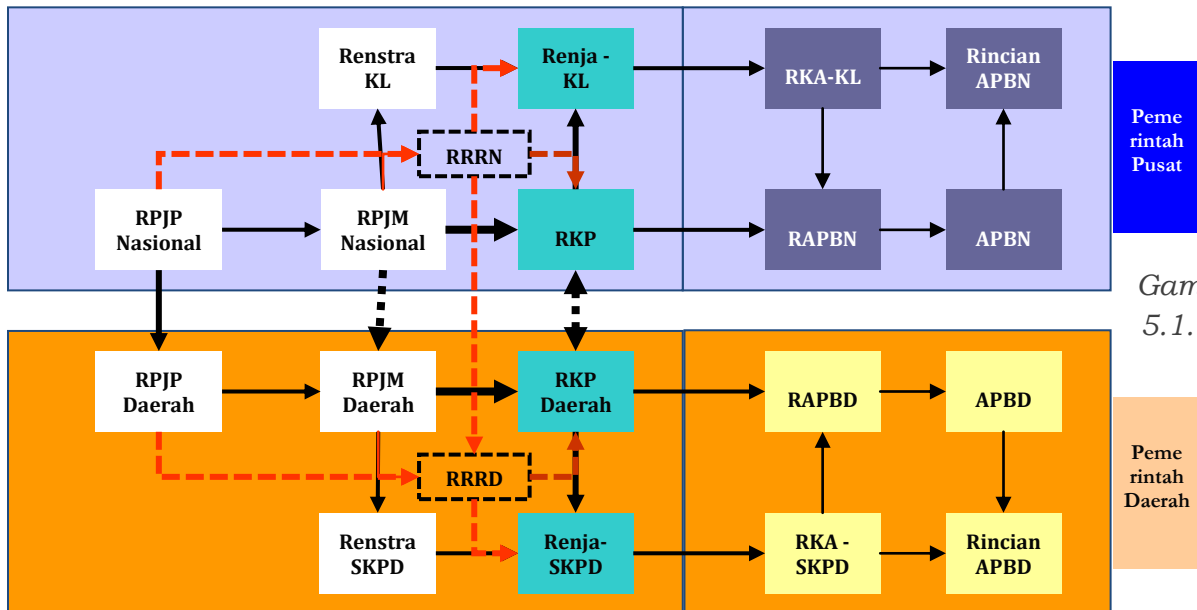 Renstra
KL
Renja -
KL
RKA-KL
Rincian
APBN
RRRN
RPJP
Nasional
RPJM
Nasional
RKP
RAPBN
APBN
Peme
rintah
Pusat
Gam
5.1.
RPJP
Daerah
RPJM
Daerah
RKP
Daerah
RAPBD
APBD
RRRD
Renstra
SKPD
Renja-
SKPD
RKA -
SKPD
Rincian
APBD
Peme
rintah
Daerah